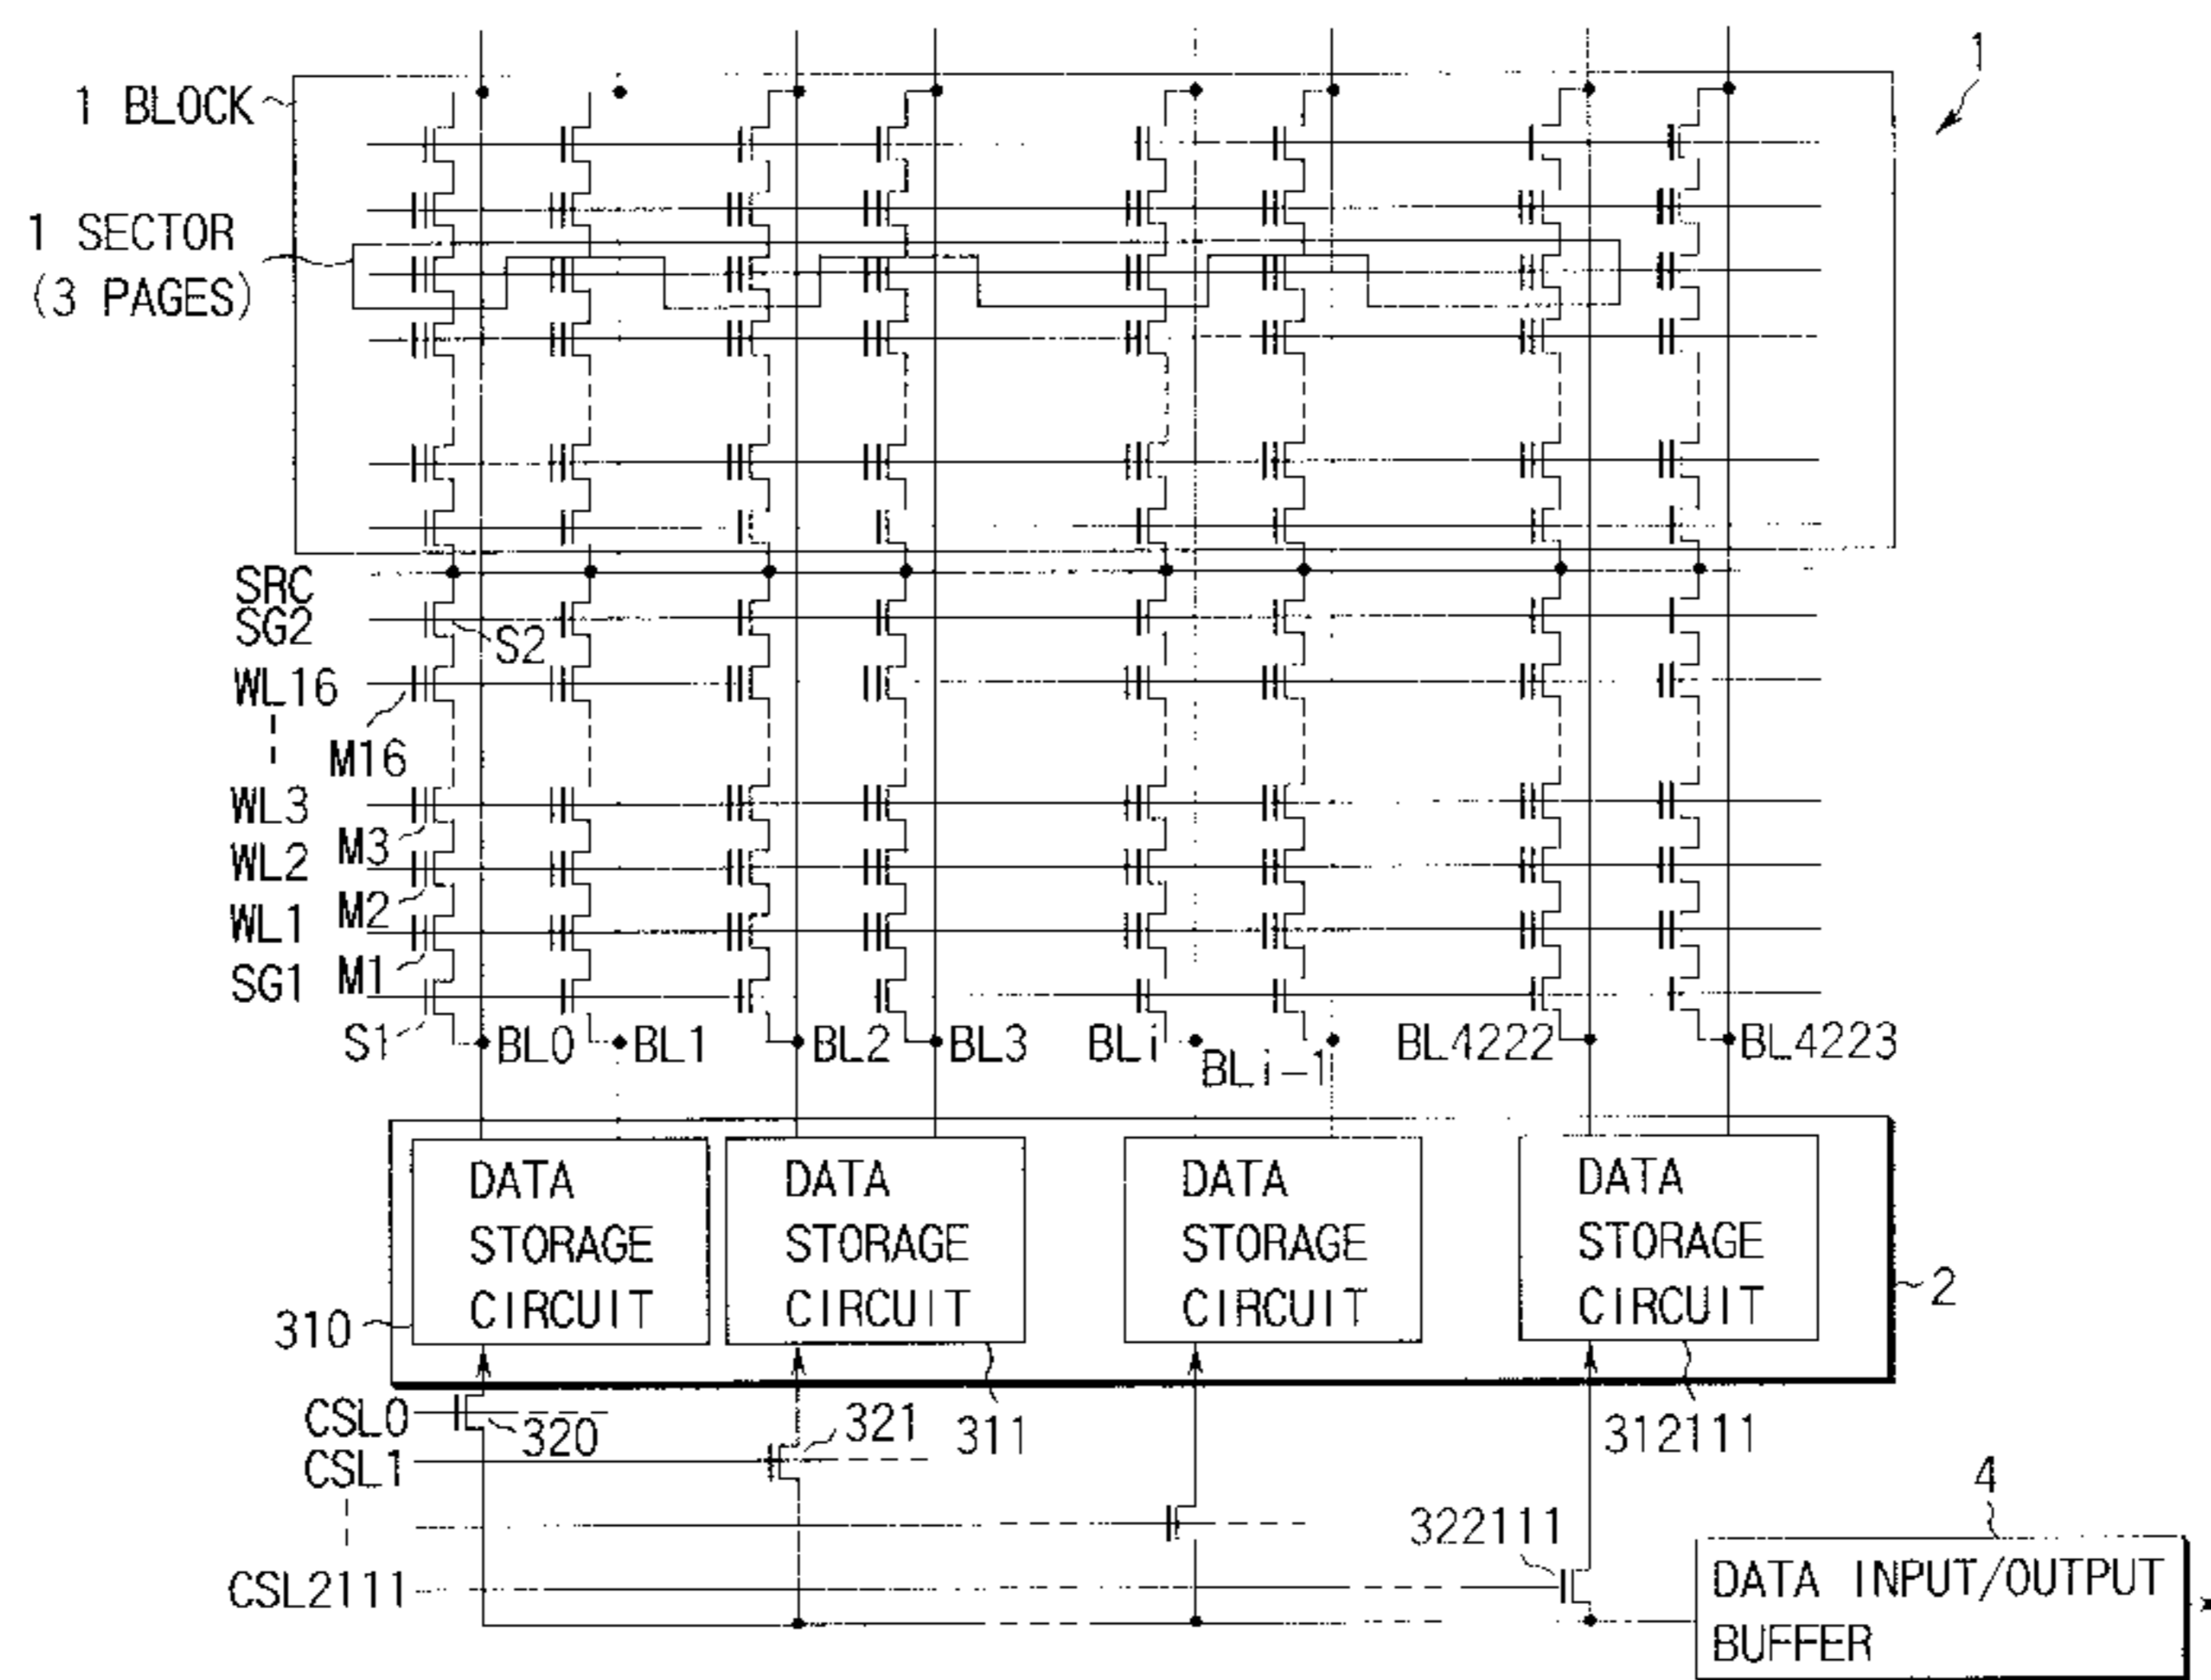 1
1 BLOCK
1 SECTOR
(3 PAGES)
SRC
SG2
S2
WL16
M16
WL3
M3
WL2
M2
WL1
M1
SG1
S1
BL0
BL1
BL2
BL3
BLi
BLi-1
BL4222
BL4223
DATA
STORAGE
CIRCUIT
DATA
STORAGE
CIRCUIT
DATA
STORAGE
CIRCUIT
DATA
STORAGE
CIRCUIT
2
310
311
312111
CSL0
320
CSL1
321
322111
CSL2111
4
DATA INPUT/OUTPUT
BUFFER